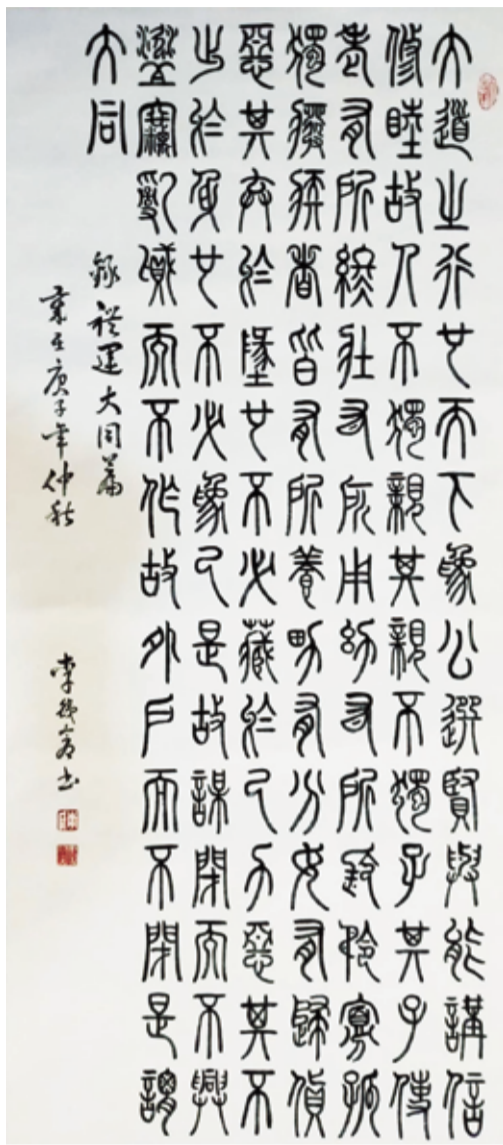 大道之行也天下為公選賢與能講信
修睦故人不獨親其親不獨子其子使
老有所終壯有所用幼有所長矜寡孤
獨廢疾者皆有所養男有分女有歸貨
惡其棄於地也不必藏於己力惡其不
出於身也不必為己是故謀閉而不興
盜竊亂賊而不作故外戶而不閉是謂
大同
錄禮運大同篇
歲在庚子年仲秋 李書